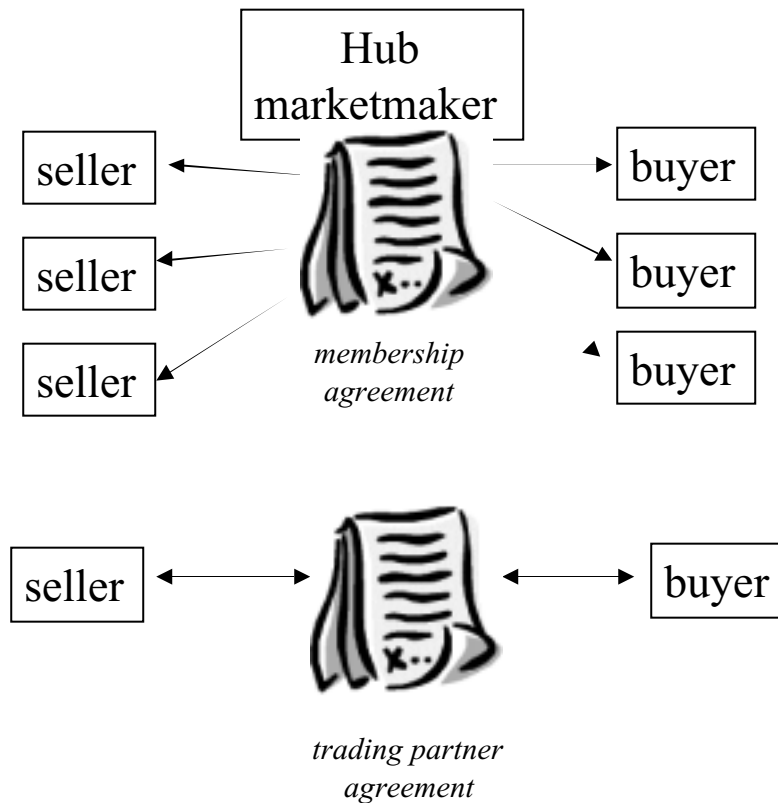 Hub
marketmaker
seller
buyer
seller
buyer
seller
buyer
x..
membership
agreement
seller
buyer
x..
trading partner
agreement